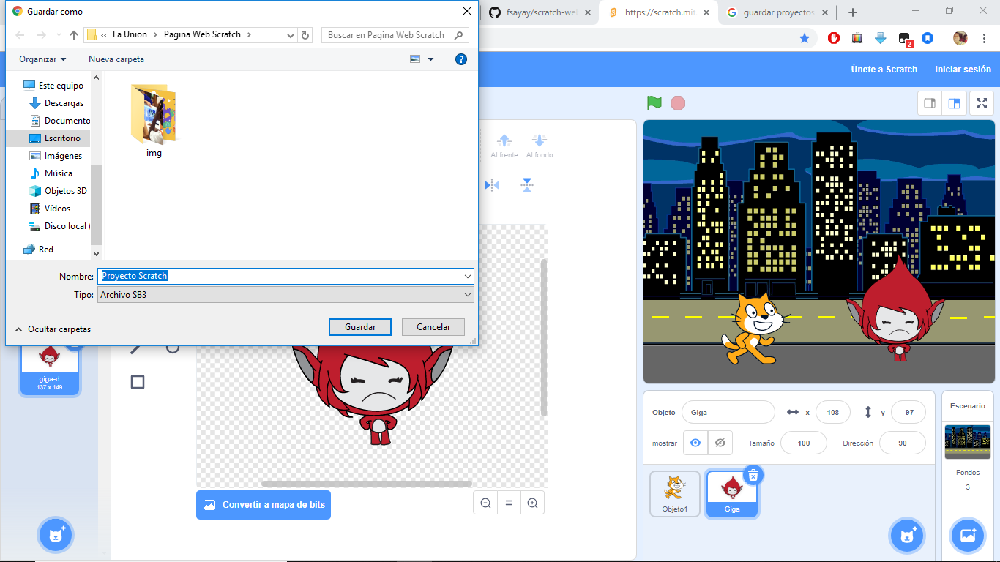 Guardar como
fsayay/scratch-we
https://scratch.mit
guardar proyectos
« La Union > Pagina Web Scratch >
Buscar en Pagina Web Scratch
2
Organizar
Nueva carpeta
Únete a Scratch
Iniciar sesión
Este equipo
Descargas
Documento
Escritorio
Imágenes
Música
Objetos 3D
Vídeos
Disco local (
Red
img
Al frente
Al fondo
Nombre: Proyecto Scratch
Tipo: Archivo SB3
Ocultar carpetas
Guardar
Cancelar
giga-d
137 x 149
Convertir a mapa de bits
Objeto
Giga
x
108
y
-97
mostrar
Tamaño
100
Dirección
90
Objeto1
Giga
Escenario
Fondos
3